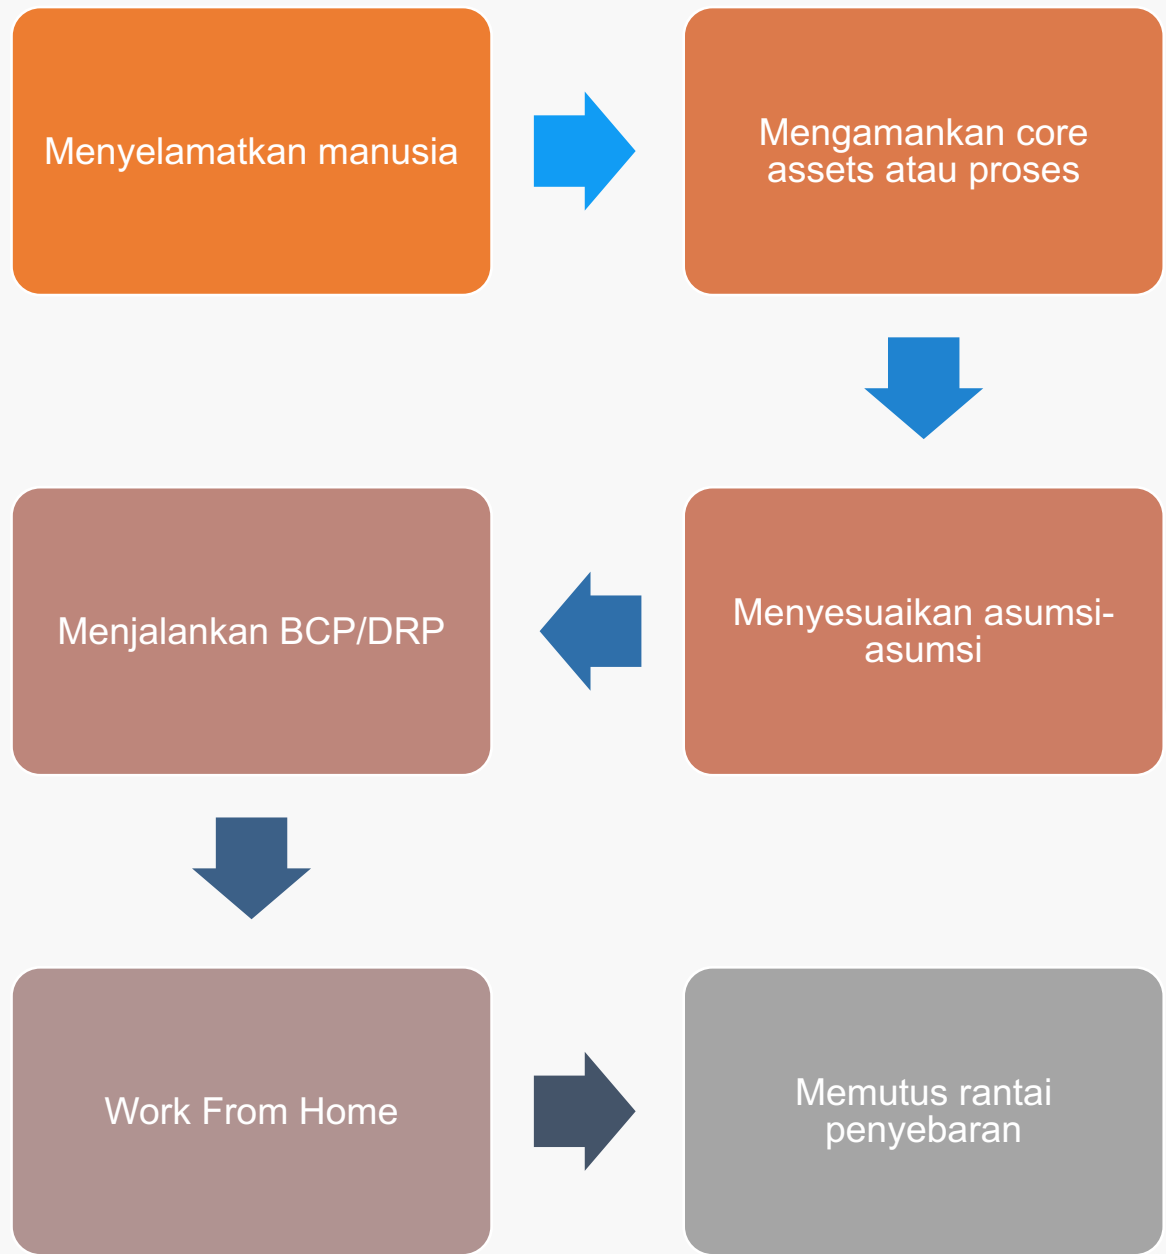 Menyelamatkan manusia
Mengamankan core
assets atau proses
Menyesuaikan asumsi-
asumsi
Menjalankan BCP/DRP
Work From Home
Memutus rantai
penyebaran